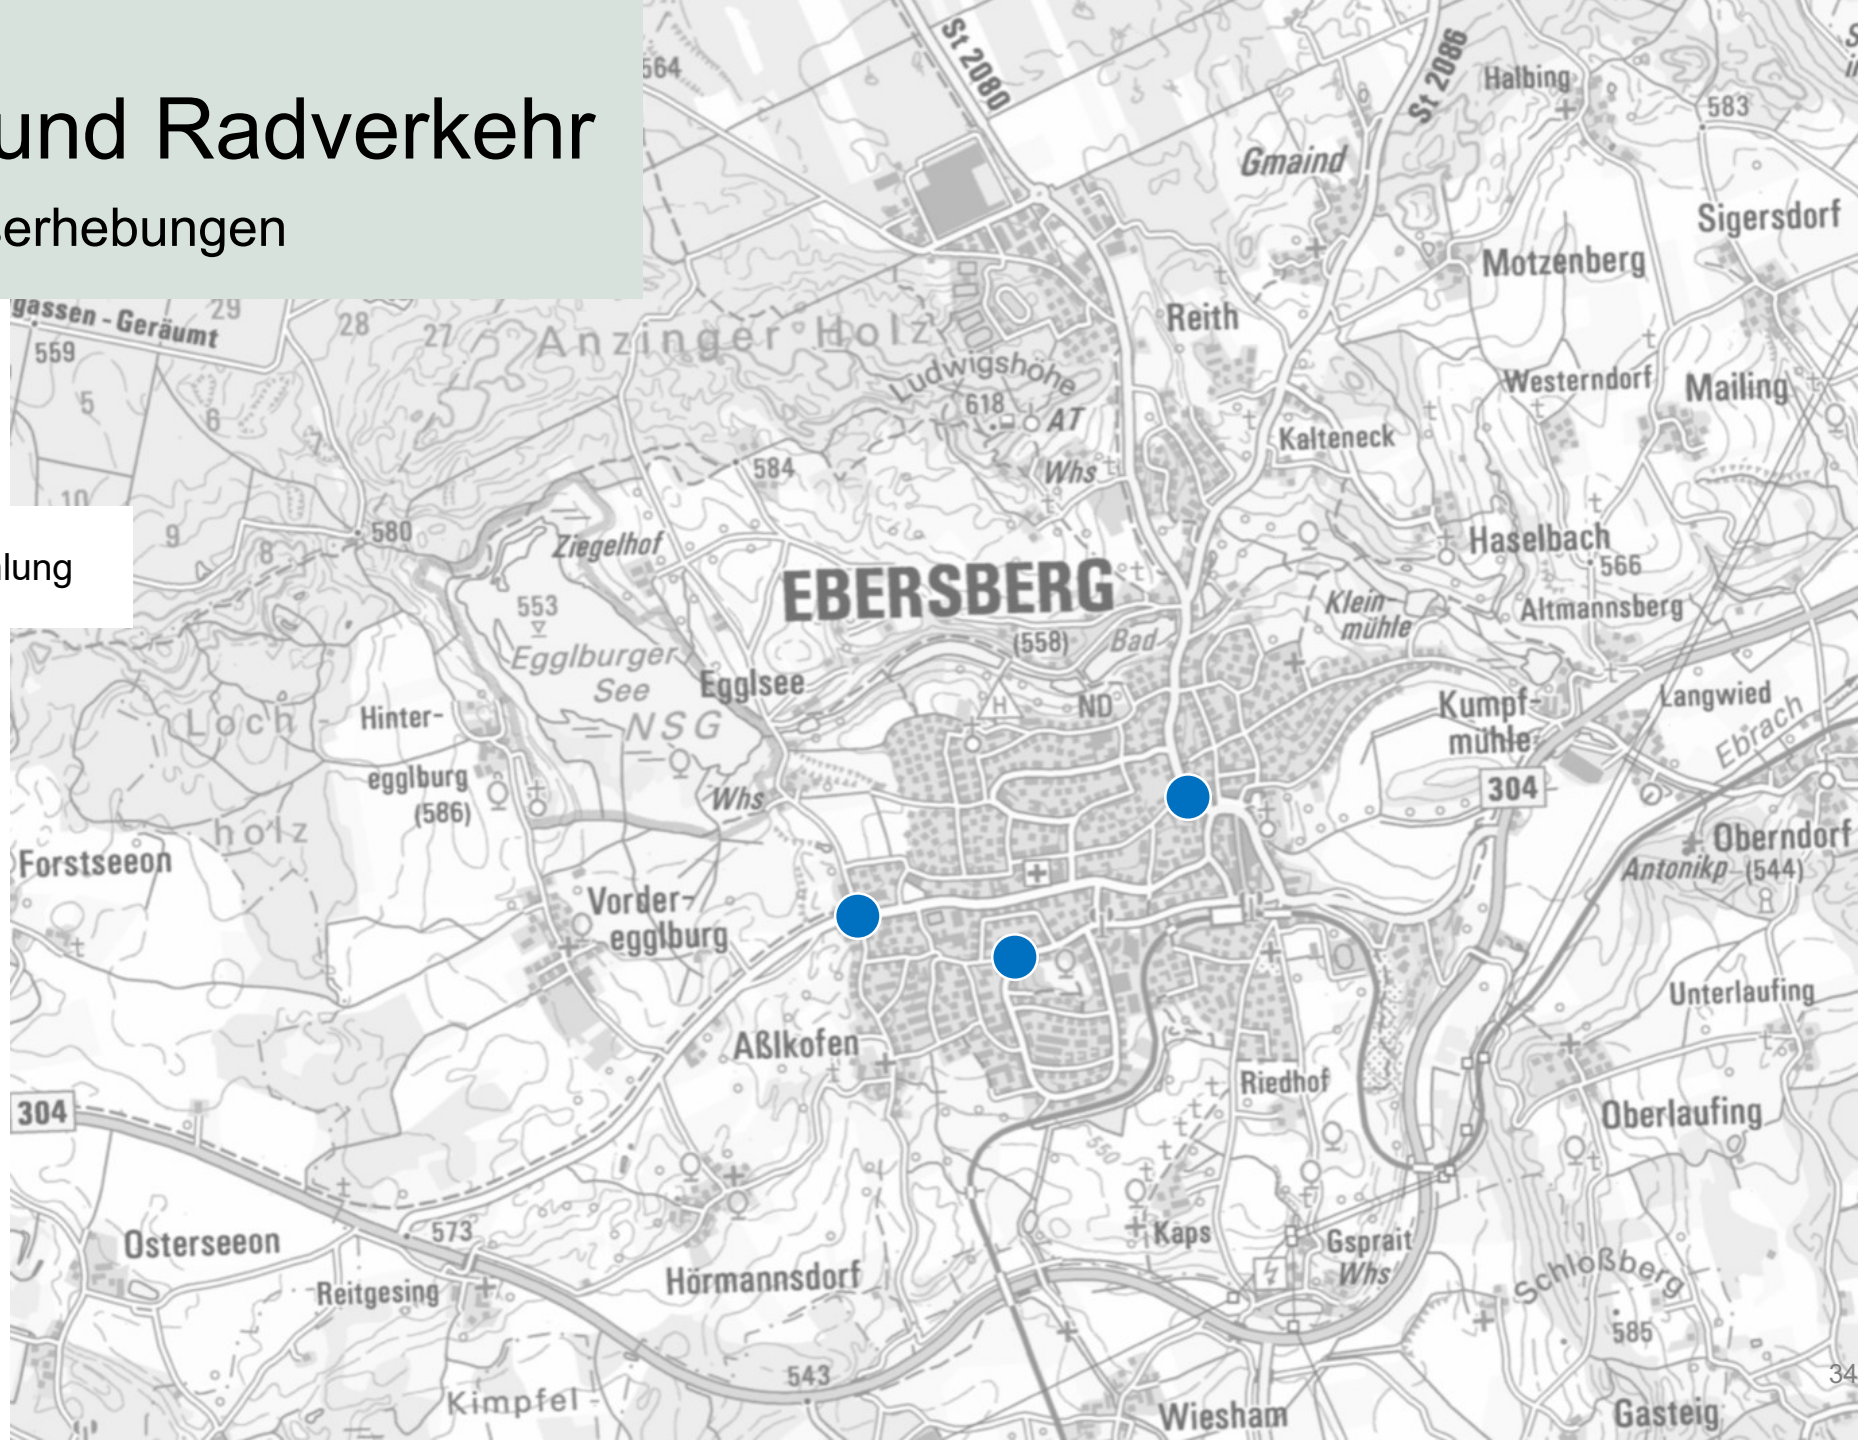 und Radverkehr
serhebungen
564
St 2080
St 2086
Halbing
583
Gmaind
Sigersdorf
Motzenberg
gassen-Geräumt
29
28
27
Anzinger Holz
Reith
559
5
6
7
Ludwigshöhe
618
AT
Westerndorf
Mailing
Kalteneck
Whs
584
10
9
8
580
Ziegelhof
Haselbach
566
EBERSBERG
(558)
Bad
Klein-
mühle
Altmannsberg
lung
553
Egglburger
See
NSG
Egglsee
H
ND
Kumpf-
mühle
Langwied
Ebrach
Loch-
holz
Hinter-
egglburg
(586)
Whs
304
Oberndorf
Antonikp
(544)
Forstseeon
Vorder-
egglburg
Unterlaufing
Aßlkofen
Riedhof
304
Oberlaufing
550
Osterseeon
573
Kaps
Gsprait
Whs
Reitgesing
Hörmannsdorf
Schloßberg
585
543
34
Kimpfel-
Wiesham
Gasteig